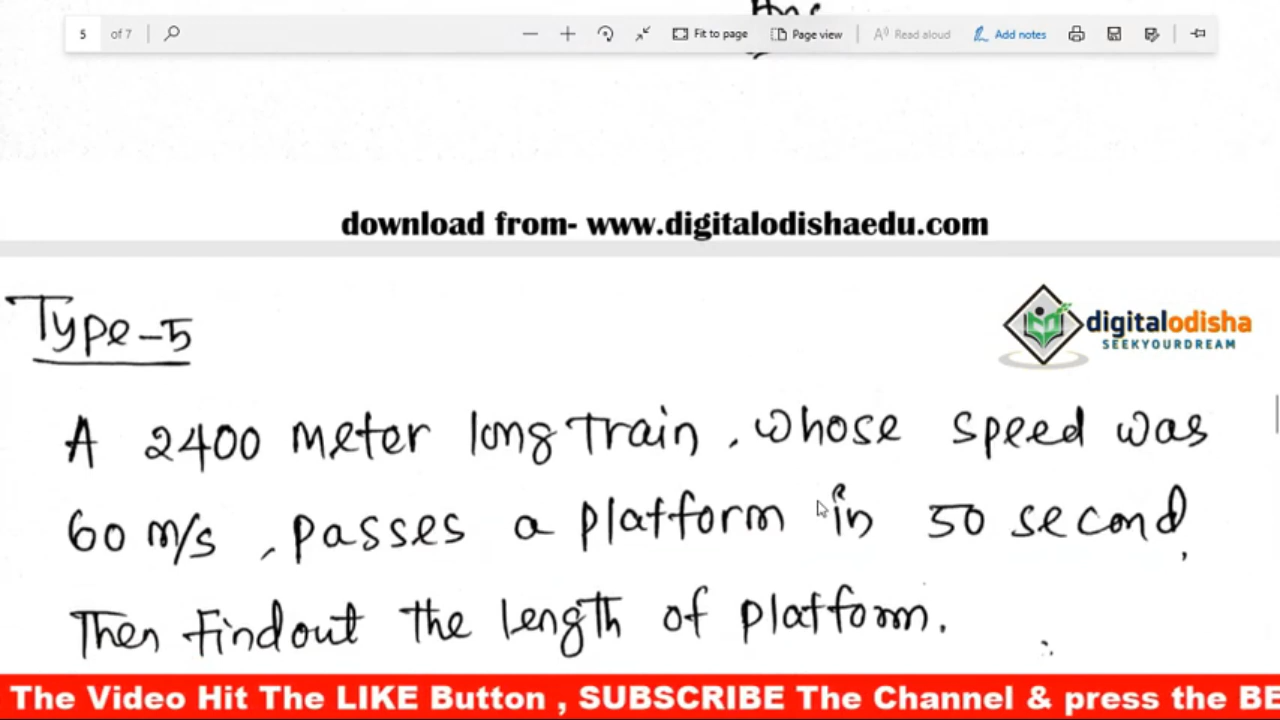 5 of 7 Fit to page Page view Read aloud Add notes
download from- www.digitalodishaedu.com
Type-5
digitalodisha
SEEKYOURDREAM
A 2400 meter long Train, whose speed was
60 m/s, passes a platform in 50 second,
Then Findout the length of platform.
The Video Hit The LIKE Button , SUBSCRIBE The Channel & press the BE